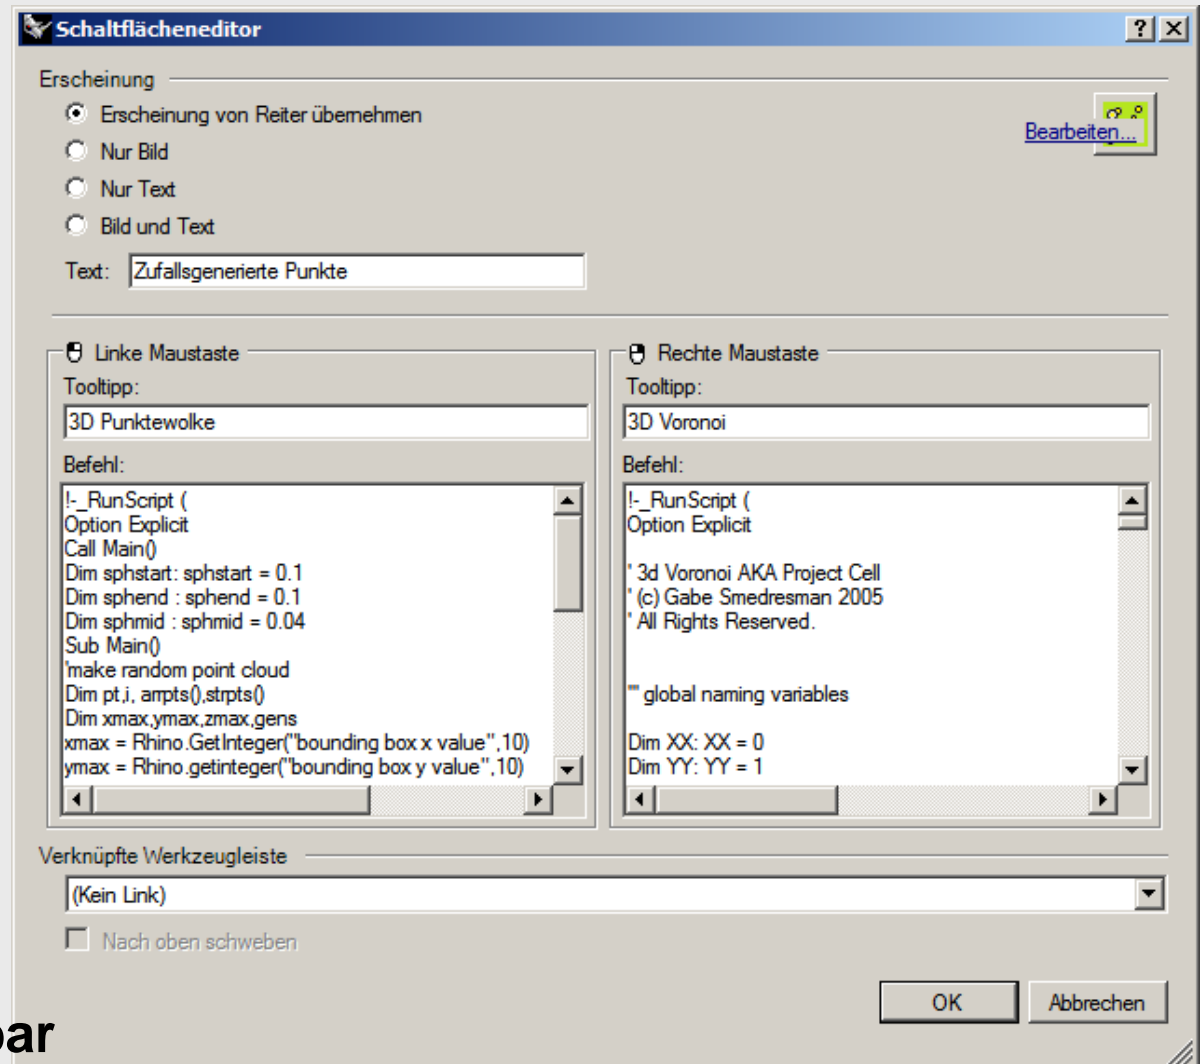 Schaltflächeneditor
Erscheinung
Erscheinung von Reiter übernehmen
Bearbeiten...
Nur Bild
Nur Text
Bild und Text
Text: Zufallsgenerierte Punkte
Linke Maustaste
Tooltipp:
3D Punktewolke
Befehl:
!-_RunScript (
Option Explicit
Call Main()
Dim sphstart: sphstart = 0.1
Dim sphend : sphend = 0.1
Dim sphmid : sphmid = 0.04
Sub Main()
'make random point cloud
Dim pt,i, arrpts(),strpts()
Dim xmax,ymax,zmax,gens
xmax = Rhino.GetInteger("bounding box x value",10)
ymax = Rhino.getinteger("bounding box y value",10)
Rechte Maustaste
Tooltipp:
3D Voronoi
Befehl:
!-_RunScript (
Option Explicit
' 3d Voronoi AKA Project Cell
' (c) Gabe Smedresman 2005
' All Rights Reserved.
''' global naming variables
Dim XX: XX = 0
Dim YY: YY = 1
Verknüpfte Werkzeugleiste
(Kein Link)
Nach oben schweben
OK Abbrechen